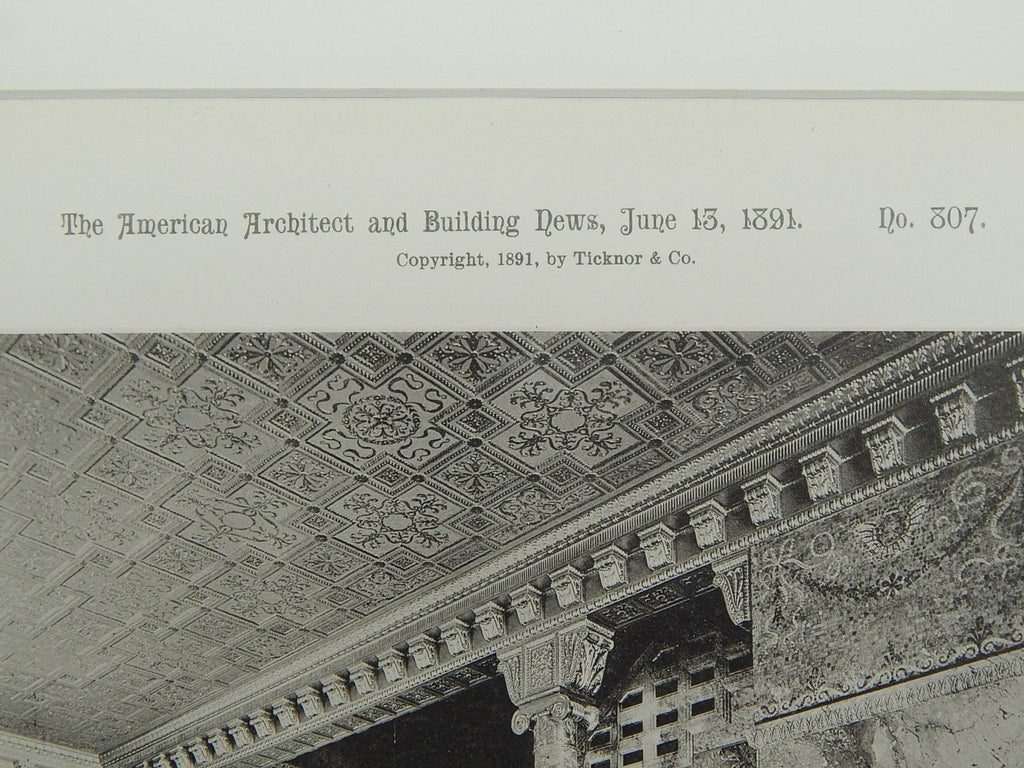 The American Architect and Building News, June 13, 1891. No. 807.
Copyright, 1891, by Ticknor & Co.